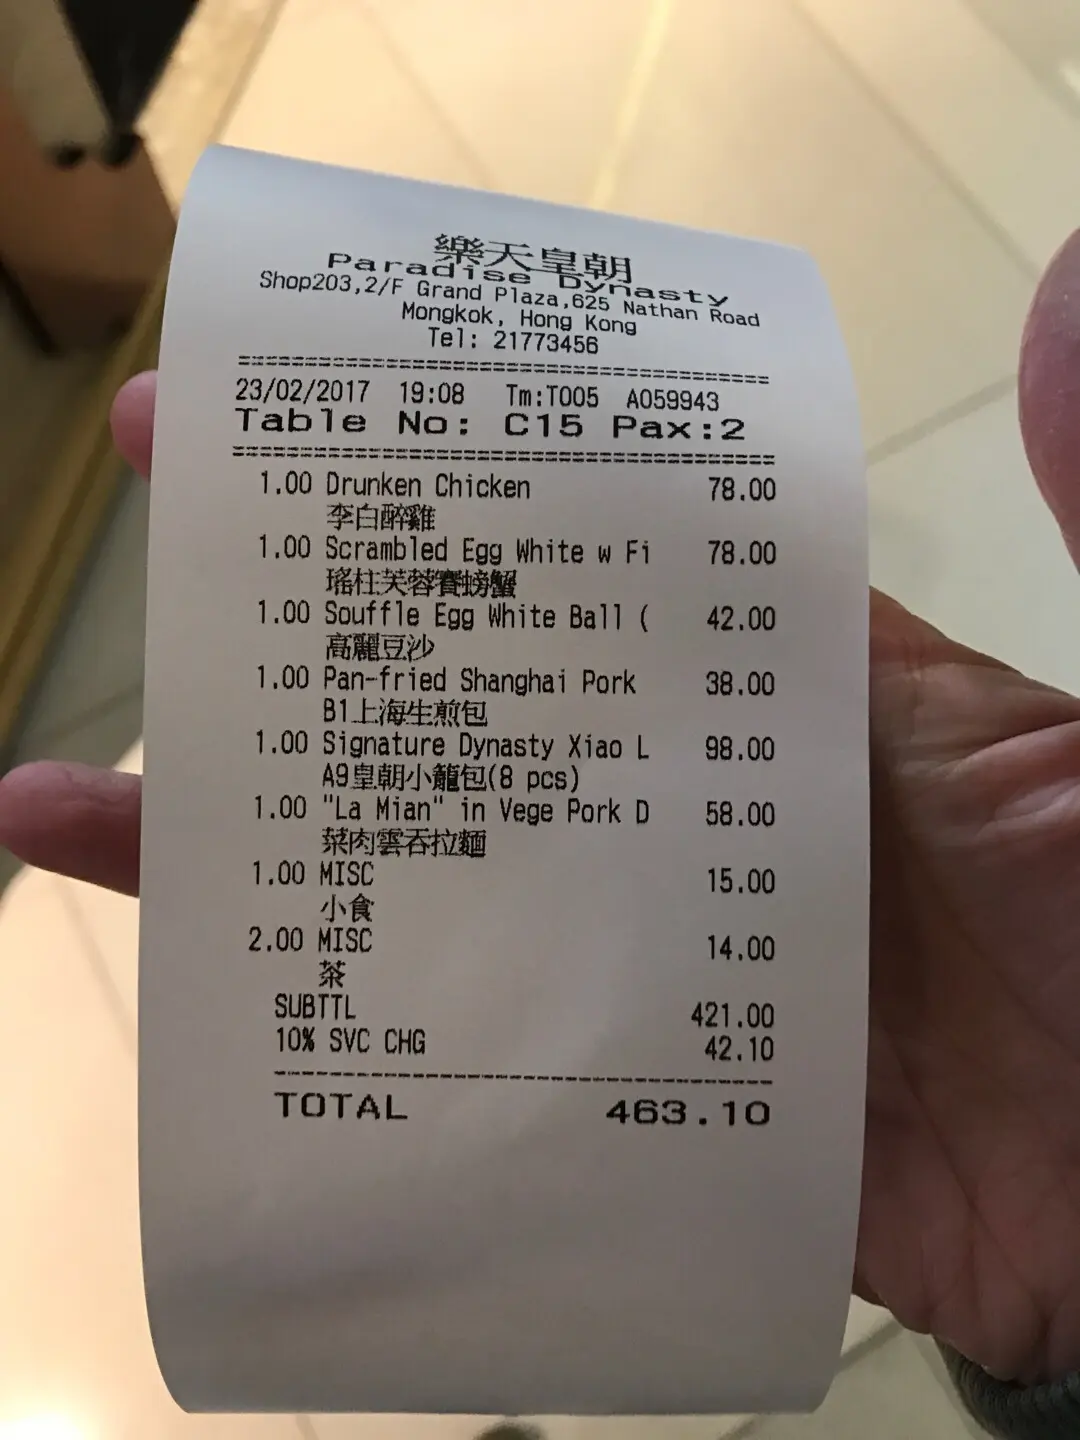 樂天皇朝
Paradise Dynasty
Shop203,2/F Grand Plaza,625 Nathan Road
Mongkok, Hong Kong
Tel: 21773456
23/02/2017 19:08 Tm:T005 A059943
Table No: C15 Pax:2
1.00 Drunken Chicken 78.00
李白醉雞
1.00 Scrambled Egg White w Fi 78.00
瑤柱芙蓉賽螃蟹
1.00 Souffle Egg White Ball ( 42.00
高麗豆沙
1.00 Pan-fried Shanghai Pork 38.00
B1上海生煎包
1.00 Signature Dynasty Xiao L 98.00
A9皇朝小籠包(8 pcs)
1.00 "La Mian" in Vege Pork D 58.00
菜肉雲吞拉麵
1.00 MISC 15.00
小食
2.00 MISC 14.00
茶
SUBTTL 421.00
10% SVC CHG 42.10
TOTAL 463.10